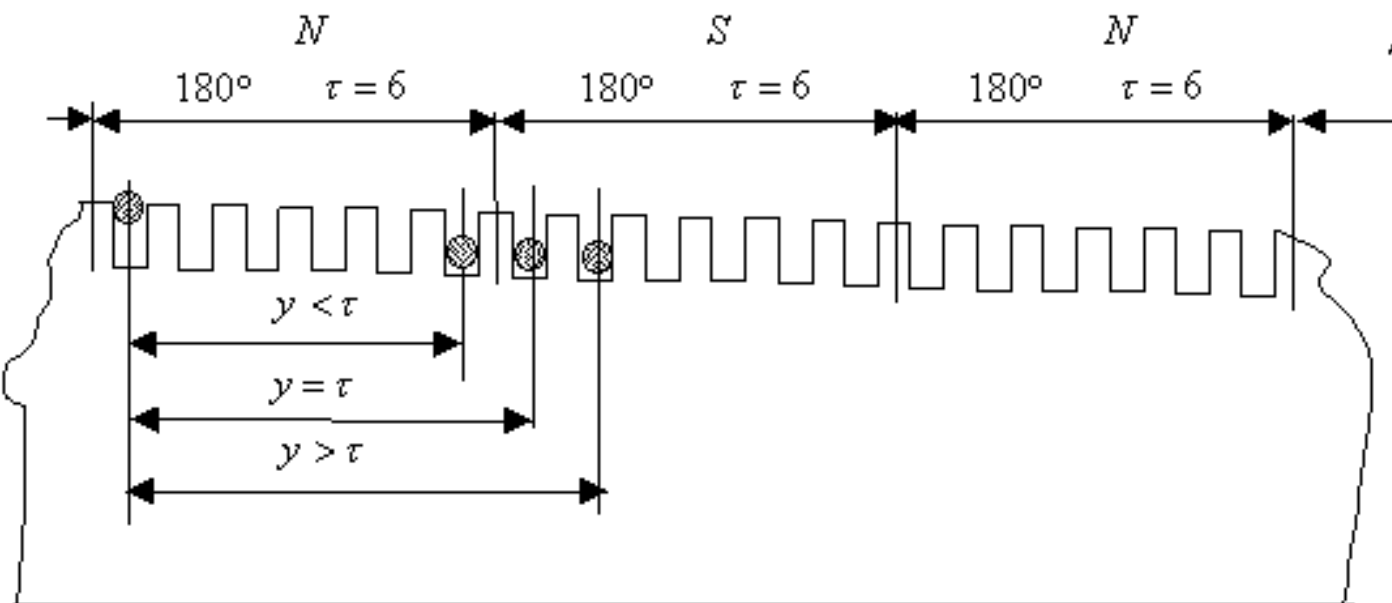 N S N
180° τ = 6 180° τ = 6 180° τ = 6
y < τ
y = τ
y > τ